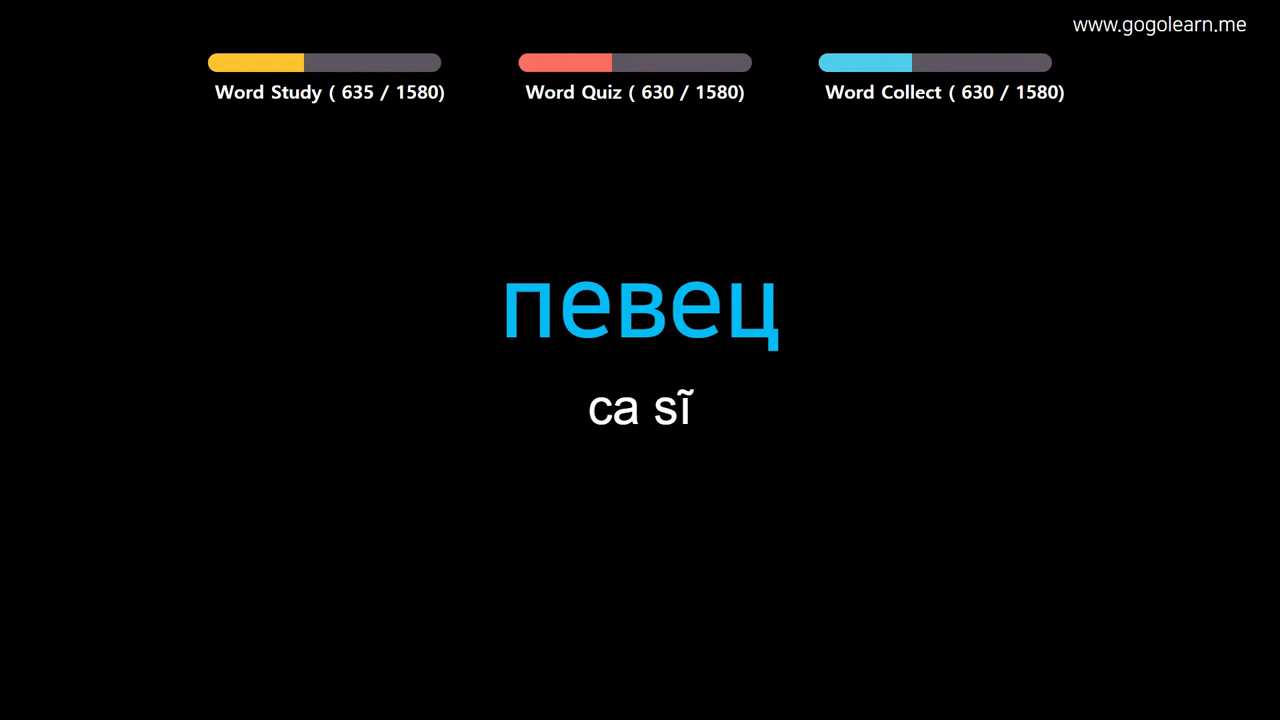 www.gogolearn.me
Word Study ( 635 / 1580)
Word Quiz ( 630 / 1580)
Word Collect ( 630 / 1580)
певец
ca sĩ